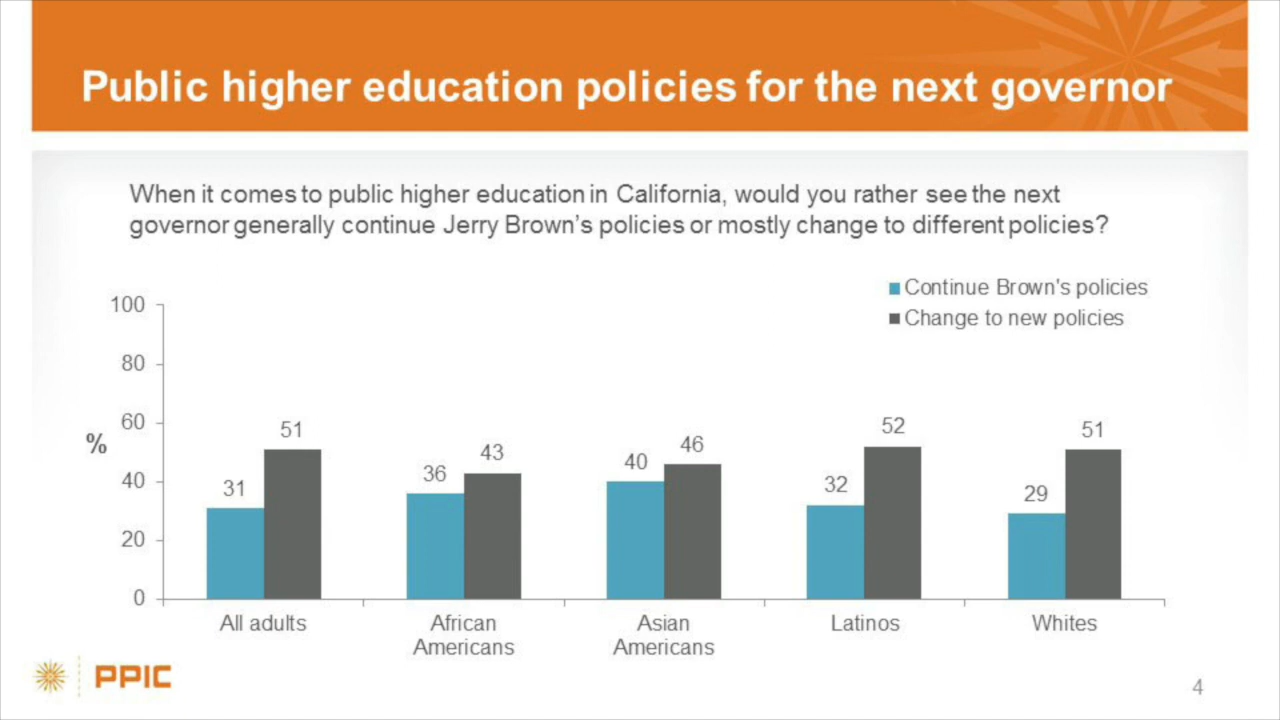 Public higher education policies for the next governor
When it comes to public higher education in California, would you rather see the next
governor generally continue Jerry Brown's policies or mostly change to different policies?
Continue Brown's policies
Change to new policies
100
80
60
40
20
0
%
31
51
36
43
40
46
32
52
29
51
All adults
African
Americans
Asian
Americans
Latinos
Whites
PPIC
4